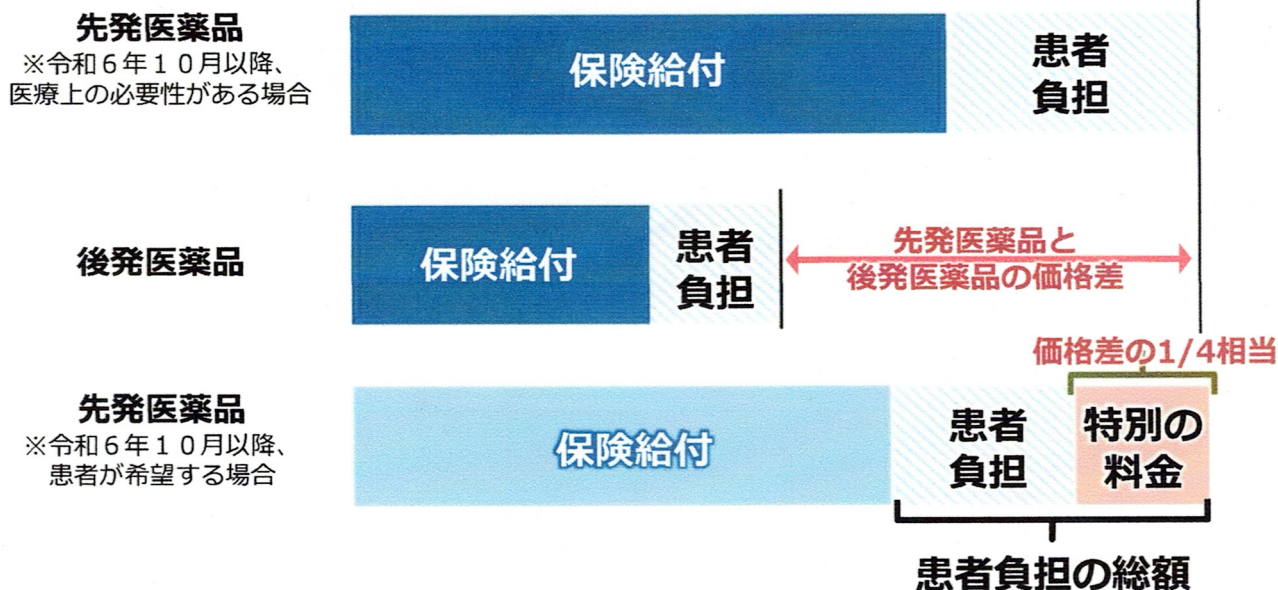 先発医薬品
※令和6年10月以降、
医療上の必要性がある場合
保険給付
患者
負担
後発医薬品
保険給付
患者
負担
先発医薬品と
後発医薬品の価格差
価格差の1/4相当
先発医薬品
※令和6年10月以降、
患者が希望する場合
保険給付
患者
負担
特別の
料金
患者負担の総額